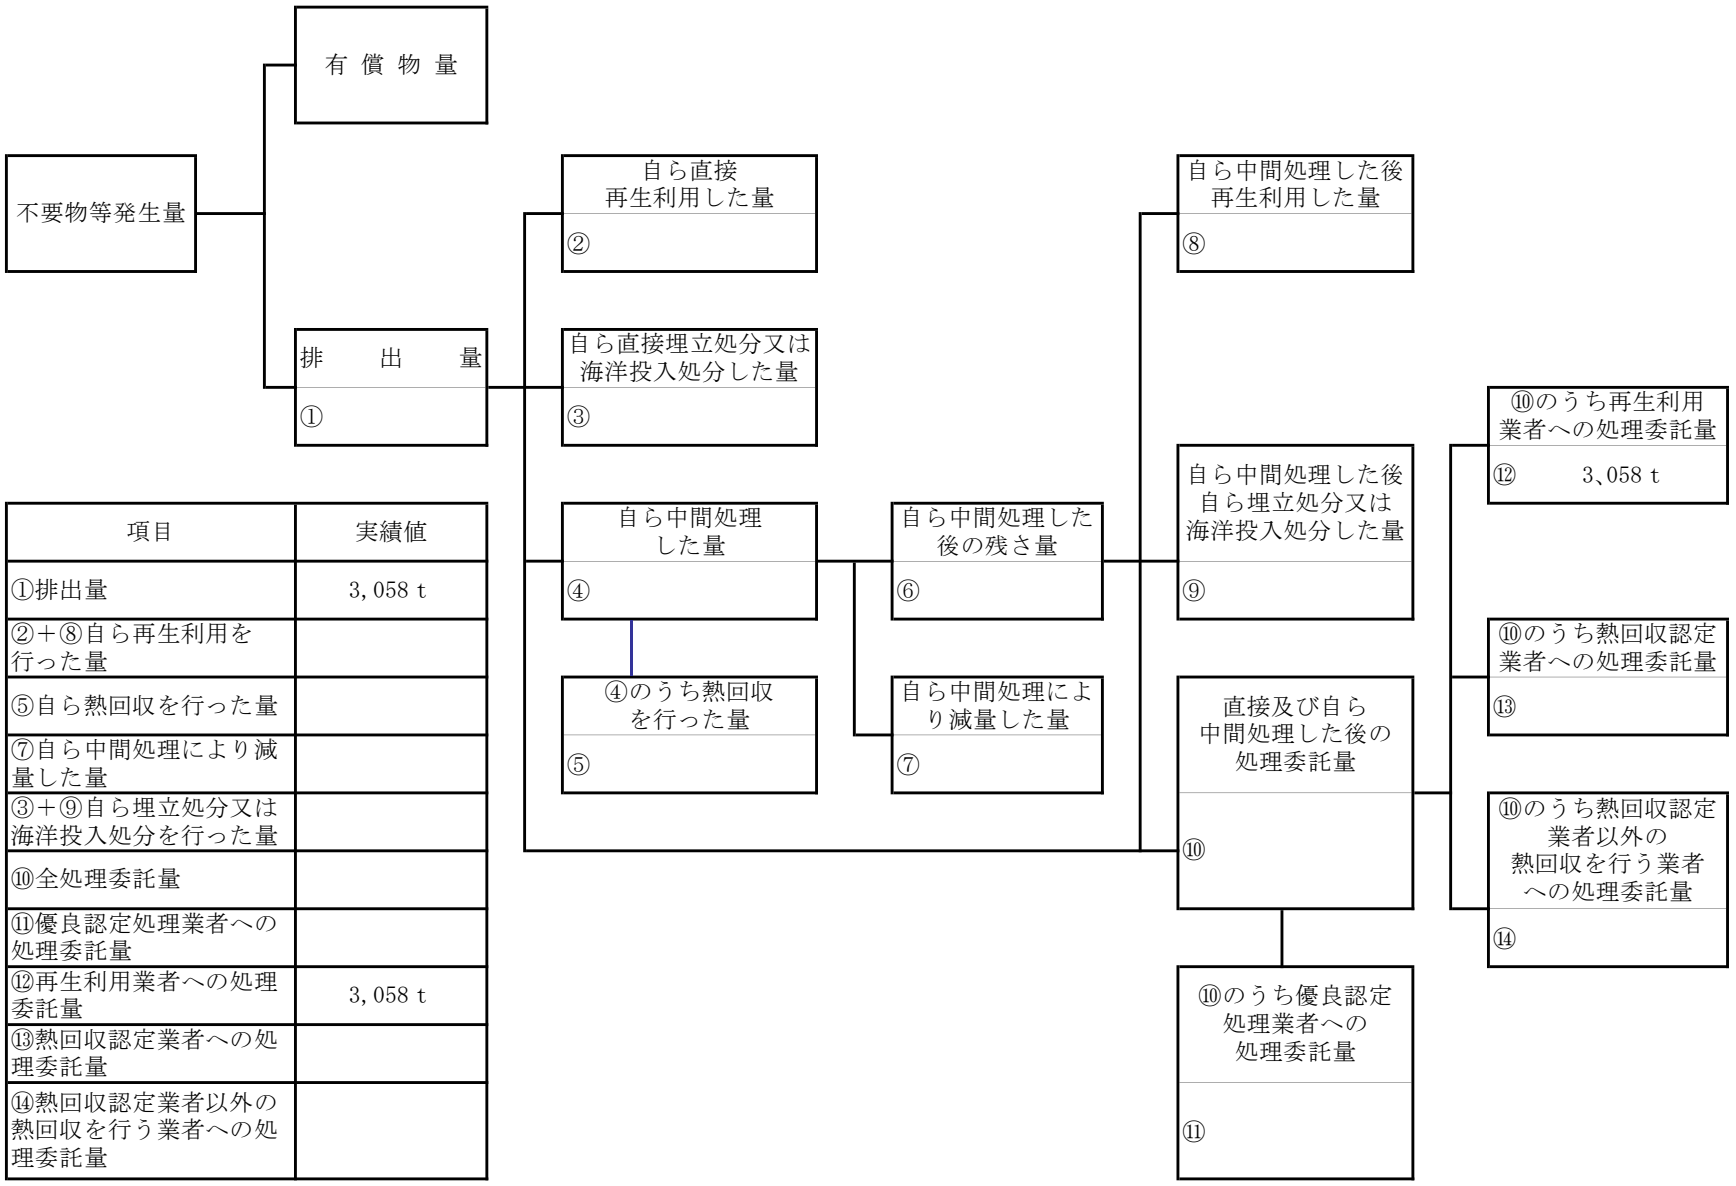 有償物量
不要物等発生量
排出量
①
自ら直接
再生利用した量
②
自ら直接埋立処分又は
海洋投入処分した量
③
自ら中間処理
した量
④
④のうち熱回収
を行った量
⑤
自ら中間処理した
後の残さ量
⑥
自ら中間処理によ
り減量した量
⑦
自ら中間処理した後
再生利用した量
⑧
自ら中間処理した後
自ら埋立処分又は
海洋投入処分した量
⑨
直接及び自ら
中間処理した後の
処理委託量
⑩
⑩のうち優良認定
処理業者への
処理委託量
⑪
⑩のうち再生利用
業者への処理委託量
⑫ 3、058 t
⑩のうち熱回収認定
業者への処理委託量
⑬
⑩のうち熱回収認定
業者以外の
熱回収を行う業者
への処理委託量
⑭
項目 実績値
①排出量 3,058 t
②+⑧自ら再生利用を
行った量
⑤自ら熱回収を行った量
⑦自ら中間処理により減
量した量
③+⑨自ら埋立処分又は
海洋投入処分を行った量
⑩全処理委託量
⑪優良認定処理業者への
処理委託量
⑫再生利用業者への処理
委託量 3,058 t
⑬熱回収認定業者への処
理委託量
⑭熱回収認定業者以外の
熱回収を行う業者への処
理委託量